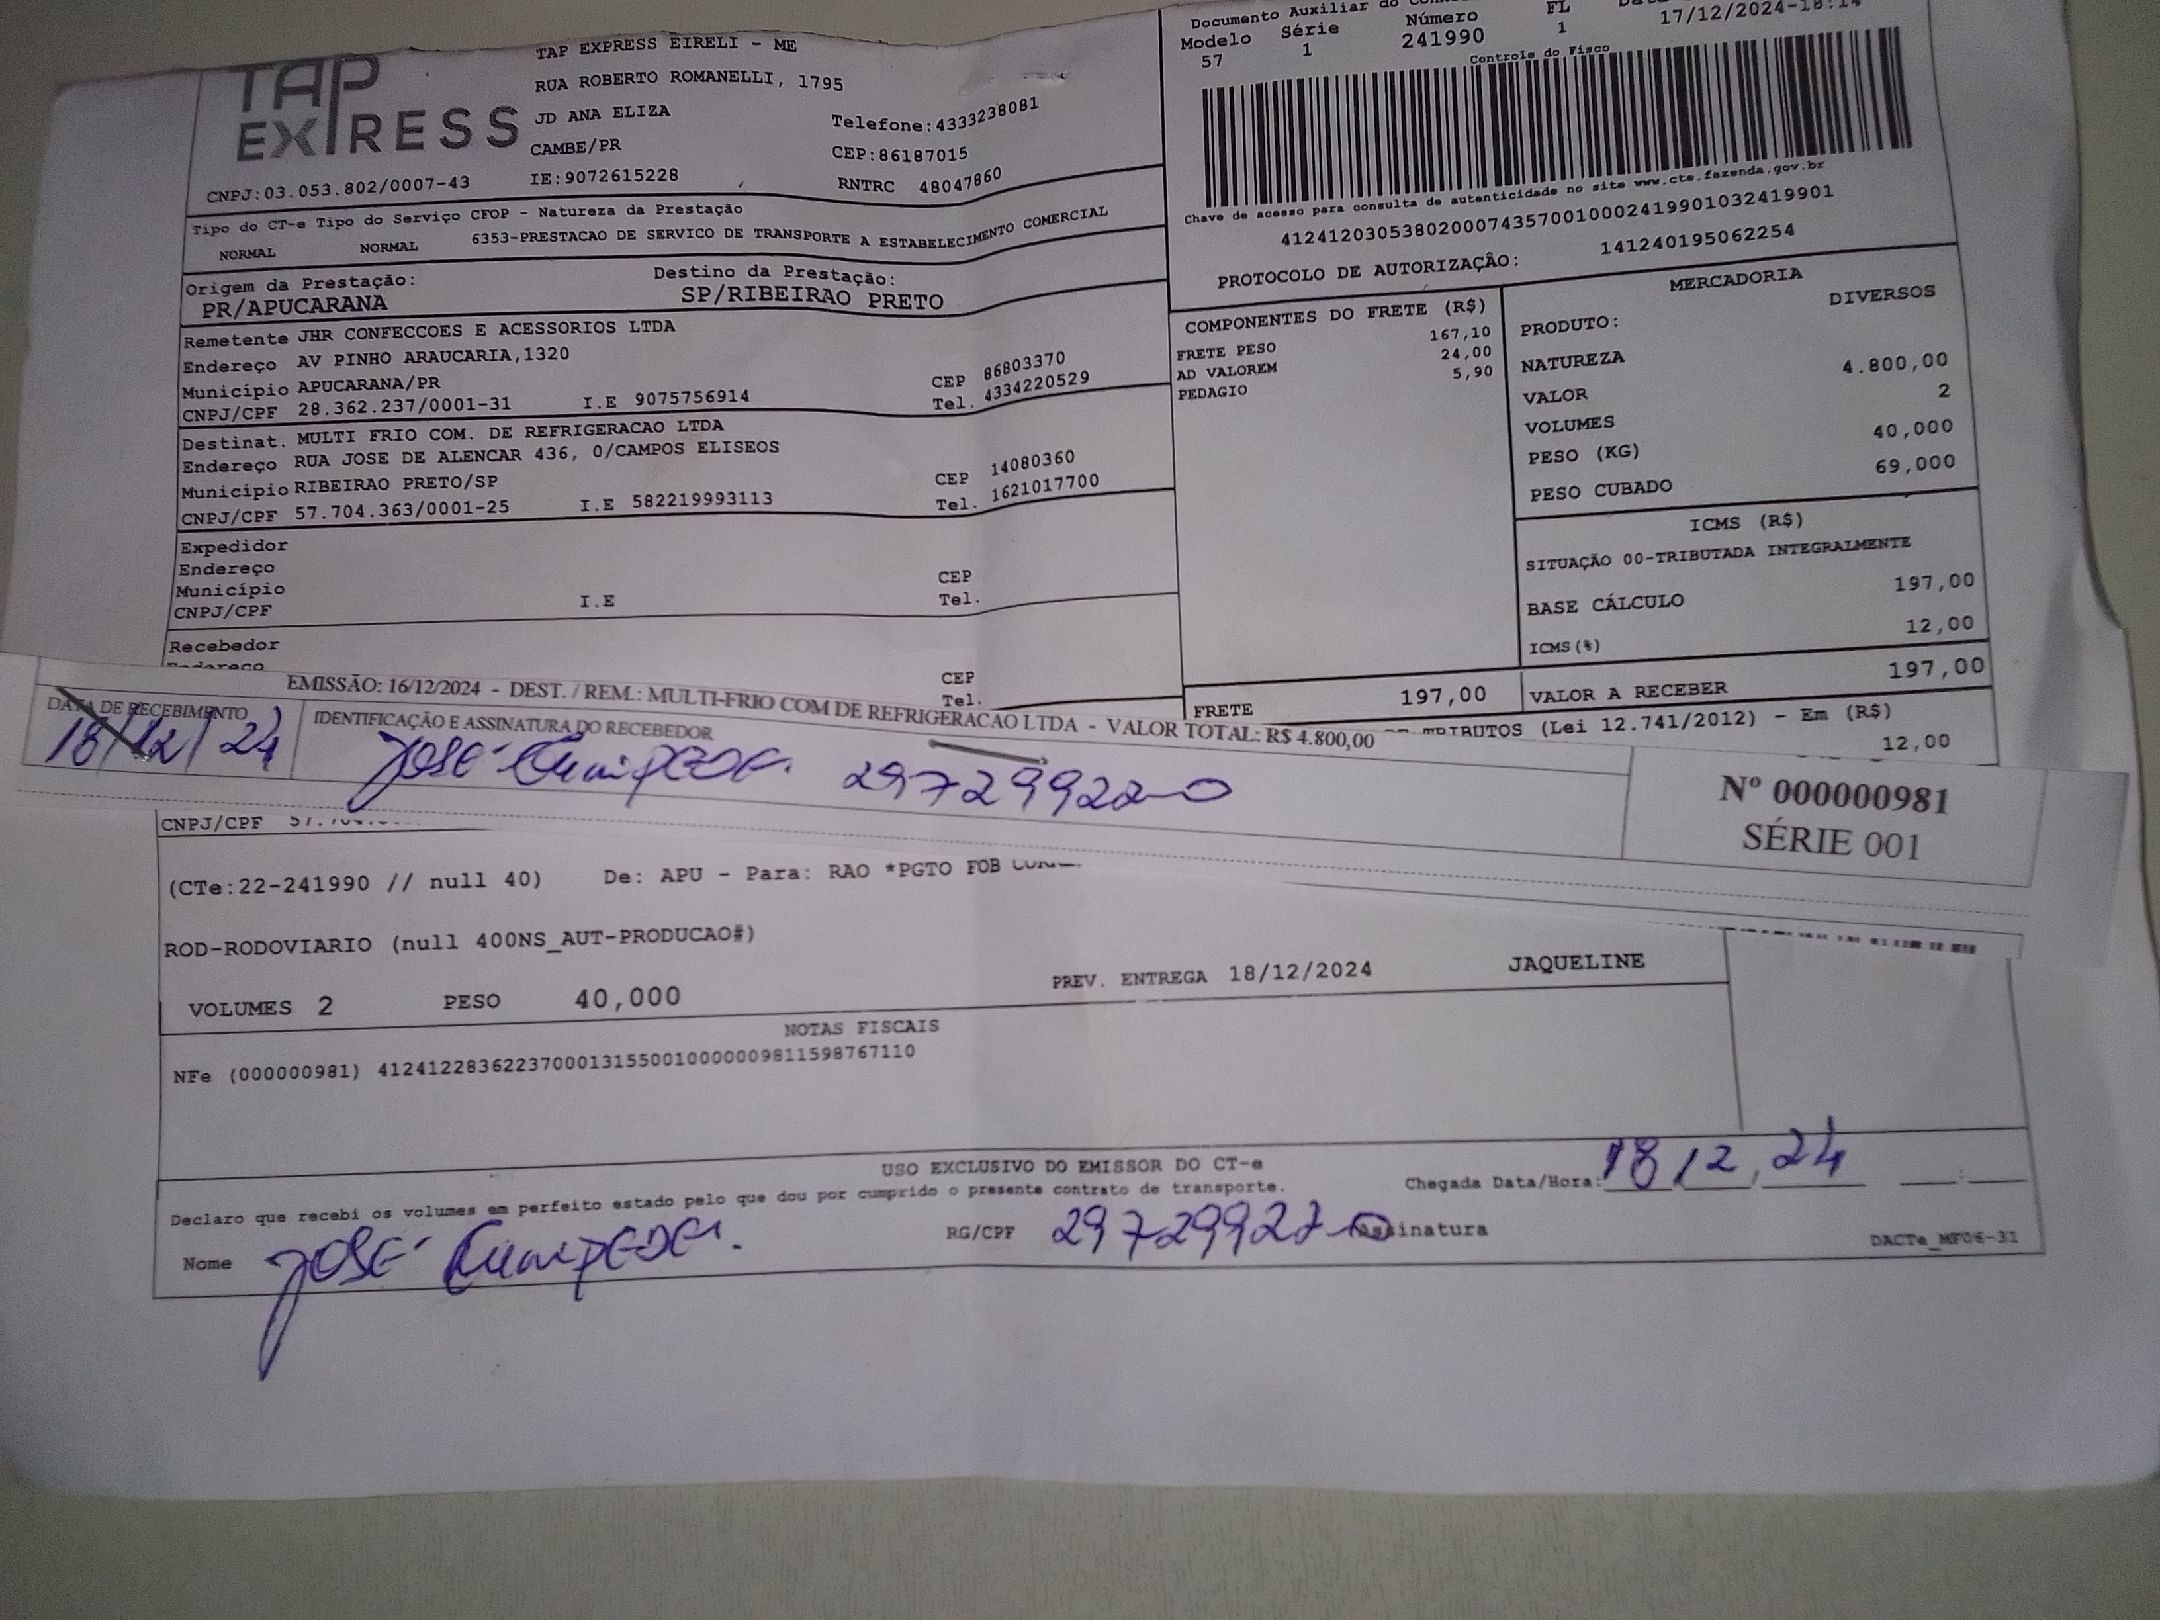 TAP EXPRESS
TAP EXPRESS EIRELI - ME
RUA ROBERTO ROMANELLI, 1795
JD ANA ELIZA
Telefone:4333238081
CAMBE/PR
CEP:86187015
CNPJ:03.053.802/0007-43 IE:9072615228 RNTRC 48047860
Tipo do CT-e Tipo do Serviço CFOP - Natureza da Prestação
NORMAL NORMAL 6353-PRESTACAO DE SERVICO DE TRANSPORTE A ESTABELECIMENTO COMERCIAL
Origem da Prestação: Destino da Prestação:
PR/APUCARANA SP/RIBEIRAO PRETO
Remetente JHR CONFECCOES E ACESSORIOS LTDA
Endereço AV PINHO ARAUCARIA,1320
Município APUCARANA/PR CEP 86803370
CNPJ/CPF 28.362.237/0001-31 I.E 9075756914 Tel. 4334220529
Destinat. MULTI FRIO COM. DE REFRIGERACAO LTDA
Endereço RUA JOSE DE ALENCAR 436, 0/CAMPOS ELISEOS
Município RIBEIRAO PRETO/SP CEP 14080360
CNPJ/CPF 57.704.363/0001-25 I.E 582219993113 Tel. 1621017700
Expedidor
Endereço
Município CEP
CNPJ/CPF I.E Tel.
Recebedor
Endereço CEP
Tel.
Documento Auxiliar do
Modelo Série Número FL
57 1 241990 1 17/12/2024-18:14
Controle do Fisco
Chave de acesso para consulta de autenticidade no site www.cte.fazenda.gov.br
41241203053802000743570010002419901032419901
PROTOCOLO DE AUTORIZAÇÃO: 141240195062254
COMPONENTES DO FRETE (R$)
FRETE PESO 167,10
AD VALOREM 24,00
PEDAGIO 5,90
MERCADORIA
PRODUTO: DIVERSOS
NATUREZA
VALOR 4.800,00
VOLUMES 2
PESO (KG) 40,000
PESO CUBADO 69,000
ICMS (R$)
SITUAÇÃO 00-TRIBUTADA INTEGRALMENTE
BASE CÁLCULO 197,00
ICMS(%) 12,00
FRETE 197,00 VALOR A RECEBER 197,00
TRIBUTOS (Lei 12.741/2012) - Em (R$)
12,00
EMISSÃO: 16/12/2024 - DEST. / REM.: MULTI-FRIO COM DE REFRIGERACAO LTDA - VALOR TOTAL: R$ 4.800,00
DATA DE RECEBIMENTO IDENTIFICAÇÃO E ASSINATURA DO RECEBEDOR
18/12/24 JOSÉ
Nº 000000981
SÉRIE 001
CNPJ/CPF
(CTe:22-241990 // null 40) De: APU - Para: RAO *PGTO FOB
ROD-RODOVIARIO (null 400NS_AUT-PRODUCAO#)
VOLUMES 2 PESO 40,000 PREV. ENTREGA 18/12/2024 JAQUELINE
NOTAS FISCAIS
NFe (000000981) 41241228362237000131550010000009811598767110
USO EXCLUSIVO DO EMISSOR DO CT-e
Declaro que recebi os volumes em perfeito estado pelo que dou por cumprido o presente contrato de transporte. Chegada Data/Hora: 18 12 24
Nome JOSÉ RG/CPF Assinatura
DACTe_MF06-31